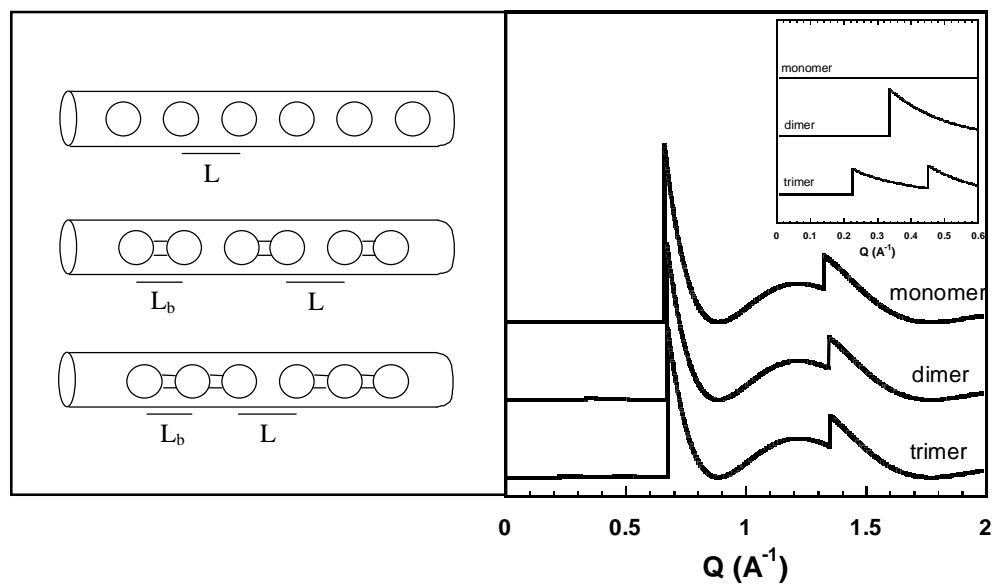 L
L_b L
L_b L
monomer
dimer
trimer
0 0.1 0.2 0.3 0.4 0.5 0.6
Q (A⁻¹)
monomer
dimer
trimer
0 0.5 1 1.5 2
Q (A⁻¹)